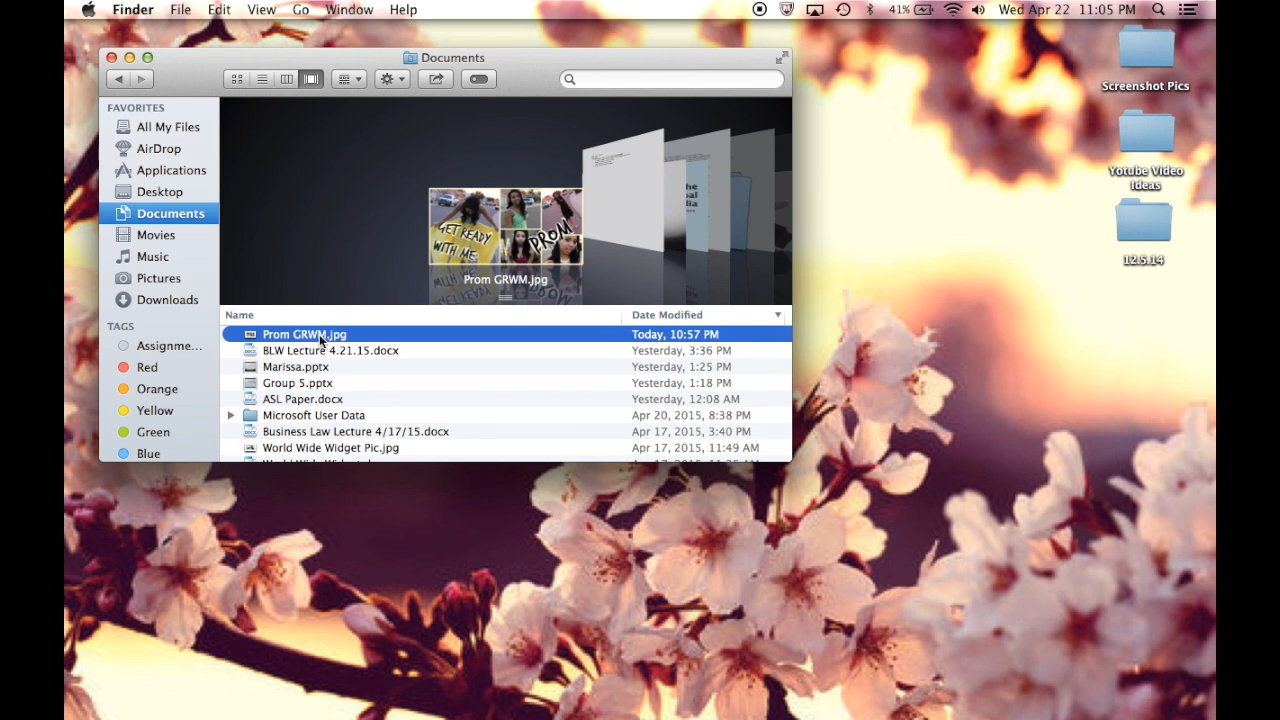 Finder File Edit View Go Window Help 41% Wed Apr 22 11:05 PM
Documents
FAVORITES
All My Files
AirDrop
Applications
Desktop
Documents
Movies
Music
Pictures
Downloads
TAGS
Assignme...
Red
Orange
Yellow
Green
Blue
GET READY
WITH ME:
PROM
Prom GRWM.jpg
Name Date Modified
Prom GRWM.jpg Today, 10:57 PM
BLW Lecture 4.21.15.docx Yesterday, 3:36 PM
Marissa.pptx Yesterday, 1:25 PM
Group 5.pptx Yesterday, 1:18 PM
ASL Paper.docx Yesterday, 12:08 AM
Microsoft User Data Apr 20, 2015, 8:38 PM
Business Law Lecture 4/17/15.docx Apr 17, 2015, 3:40 PM
World Wide Widget Pic.jpg Apr 17, 2015, 11:49 AM
Screenshot Pics
Yotube Video
Ideas
12.5.14